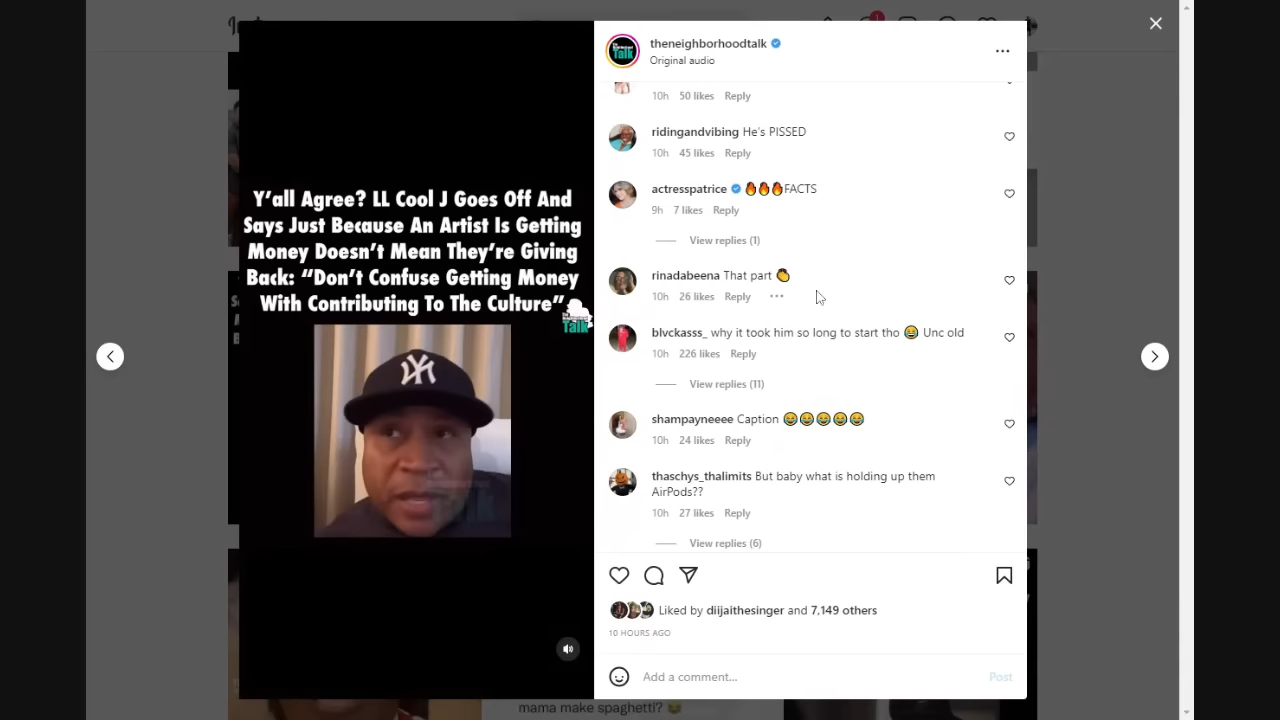 theneighborhoodtalk
Original audio
Talk
10h 50 likes Reply
ridingandvibing He's PISSED
10h 45 likes Reply
actresspatrice 🔥🔥🔥FACTS
9h 7 likes Reply
View replies (1)
rinadabeena That part 👏
10h 26 likes Reply
blvckasss_ why it took him so long to start tho 😂 Unc old
10h 226 likes Reply
View replies (11)
shampayneeee Caption 😂😂😂😂😂
10h 24 likes Reply
thaschys_thalimits But baby what is holding up them
AirPods??
10h 27 likes Reply
View replies (6)
Liked by diijaithesinger and 7,149 others
10 HOURS AGO
Add a comment... Post
Y'all Agree? LL Cool J Goes Off And
Says Just Because An Artist Is Getting
Money Doesn't Mean They're Giving
Back: “Don't Confuse Getting Money
With Contributing To The Culture”
Talk
NY
mama make spaghetti? 😂
1